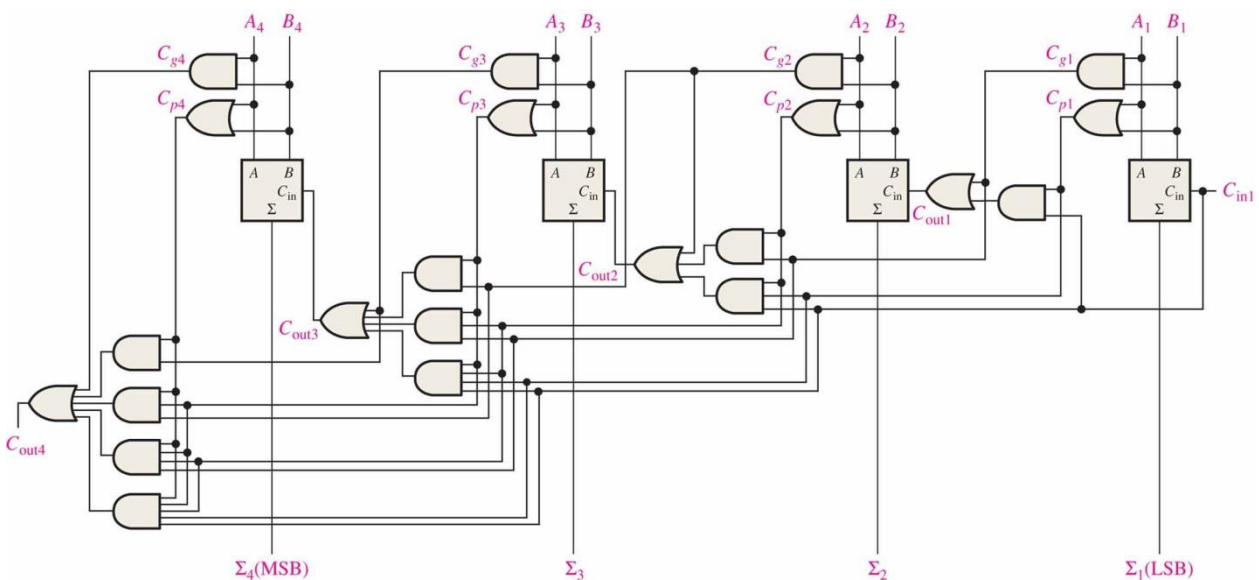 A4 B4 A3 B3 A2 B2 A1 B1
Cg4 Cg3 Cg2 Cg1
Cp4 Cp3 Cp2 Cp1
A B A B A B A B
Cin Cin Cin Cin Cin1
Σ Σ Σ Σ
Cout1
Cout2
Cout3
Cout4
Σ4(MSB) Σ3 Σ2 Σ1(LSB)